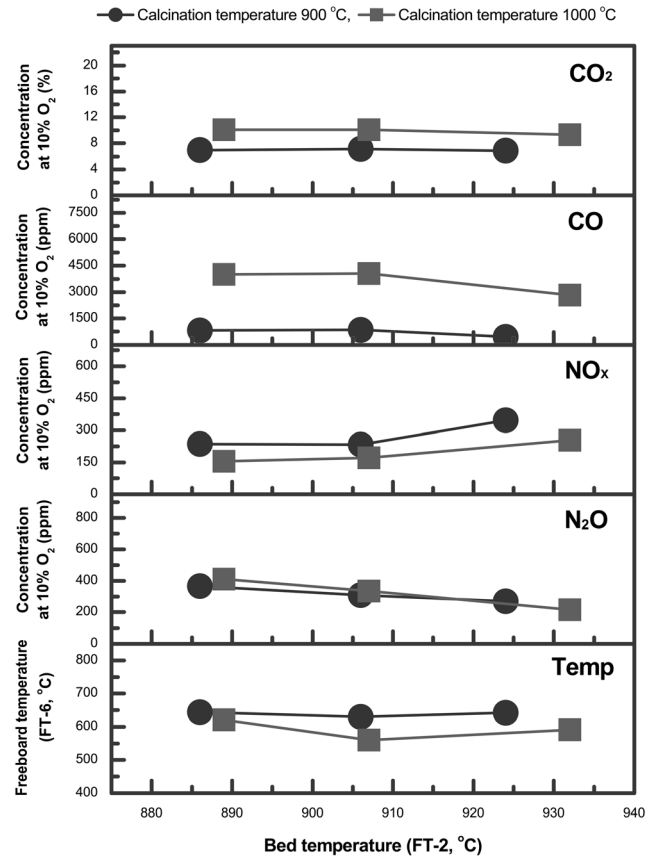 Calcination temperature 900 °C, Calcination temperature 1000 °C
Concentration
at 10% O₂ (%)
20
16
12
8
4
0
CO₂
Concentration
at 10% O₂ (ppm)
7500
6000
4500
3000
1500
0
CO
Concentration
at 10% O₂ (ppm)
600
450
300
150
0
NOₓ
Concentration
at 10% O₂ (ppm)
800
600
400
200
0
N₂O
Freeboard temperature
(FT-6, °C)
800
700
600
500
400
Temp
880 890 900 910 920 930 940
Bed temperature (FT-2, °C)